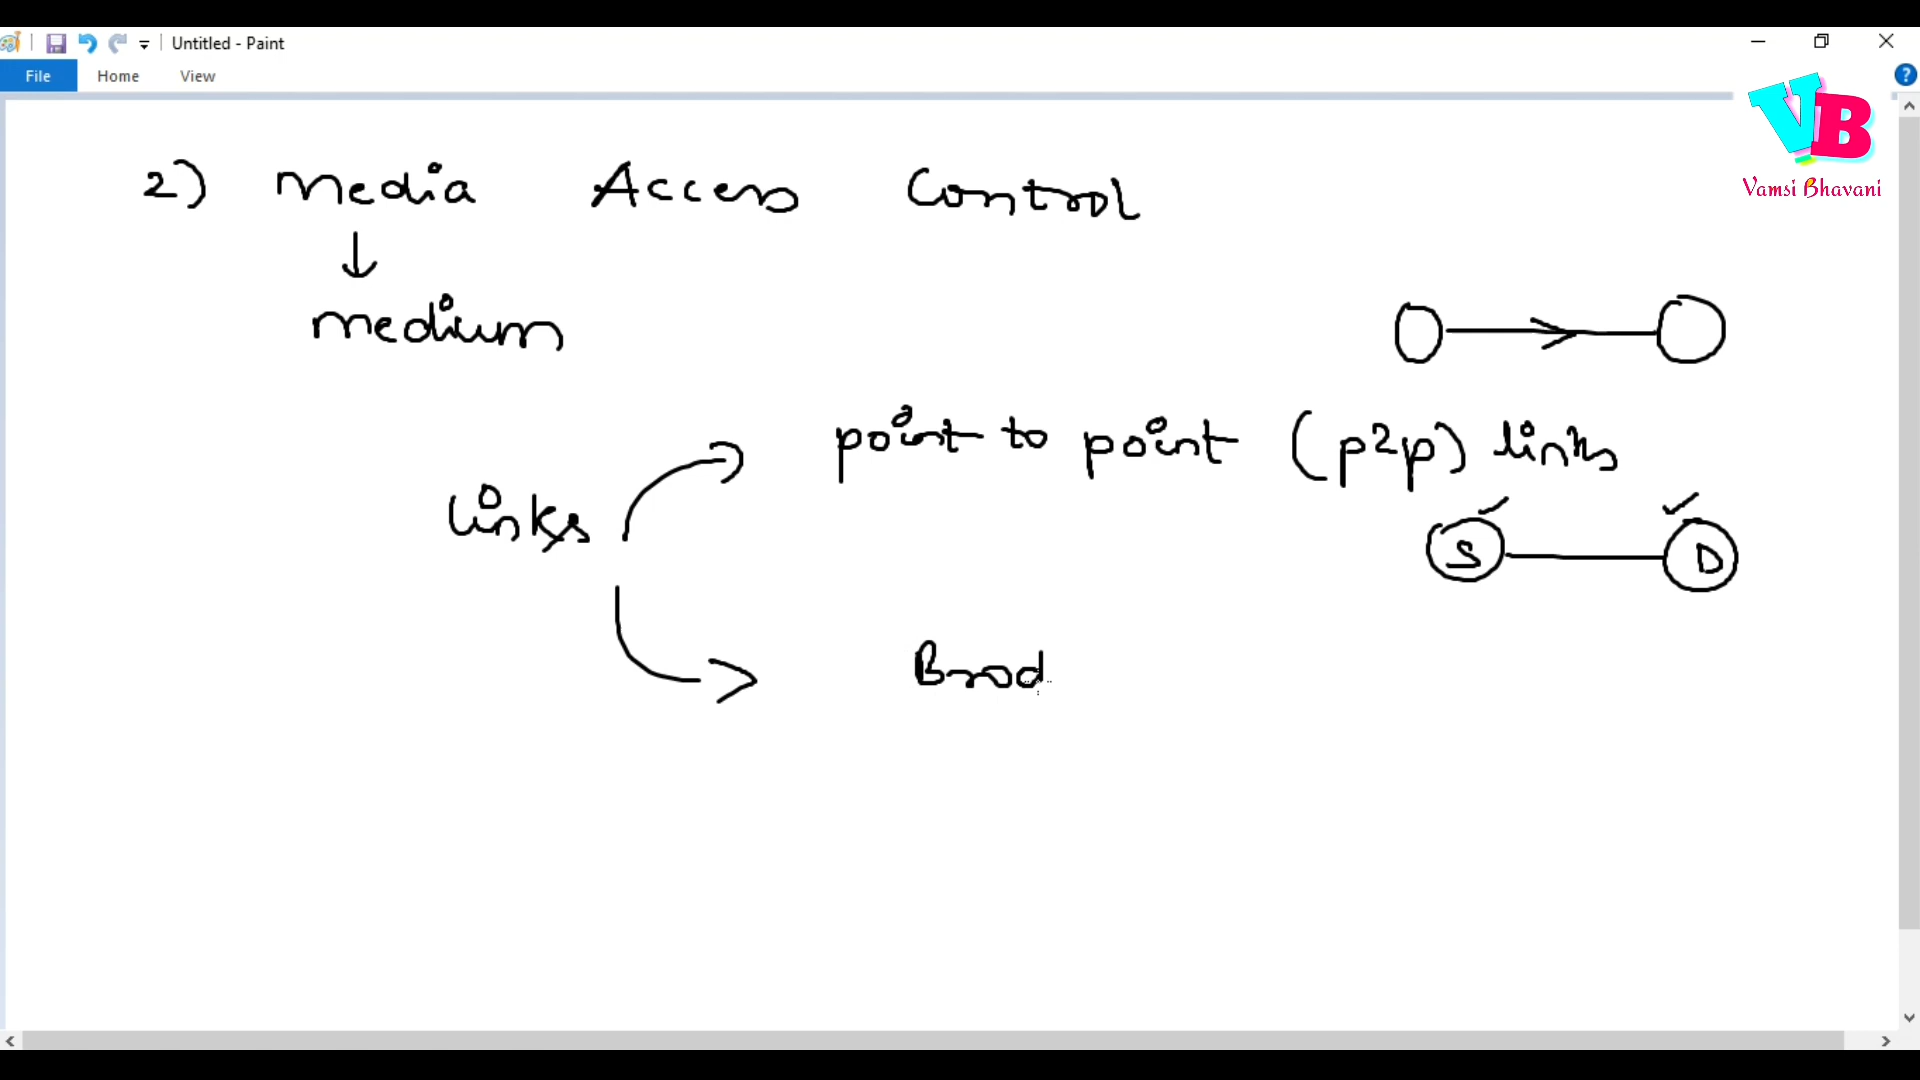 Untitled - Paint
File Home View
VB
Vamsi Bhavani
2) Media Access Control
medium
point to point (p2p) links
Links
S D
Brod